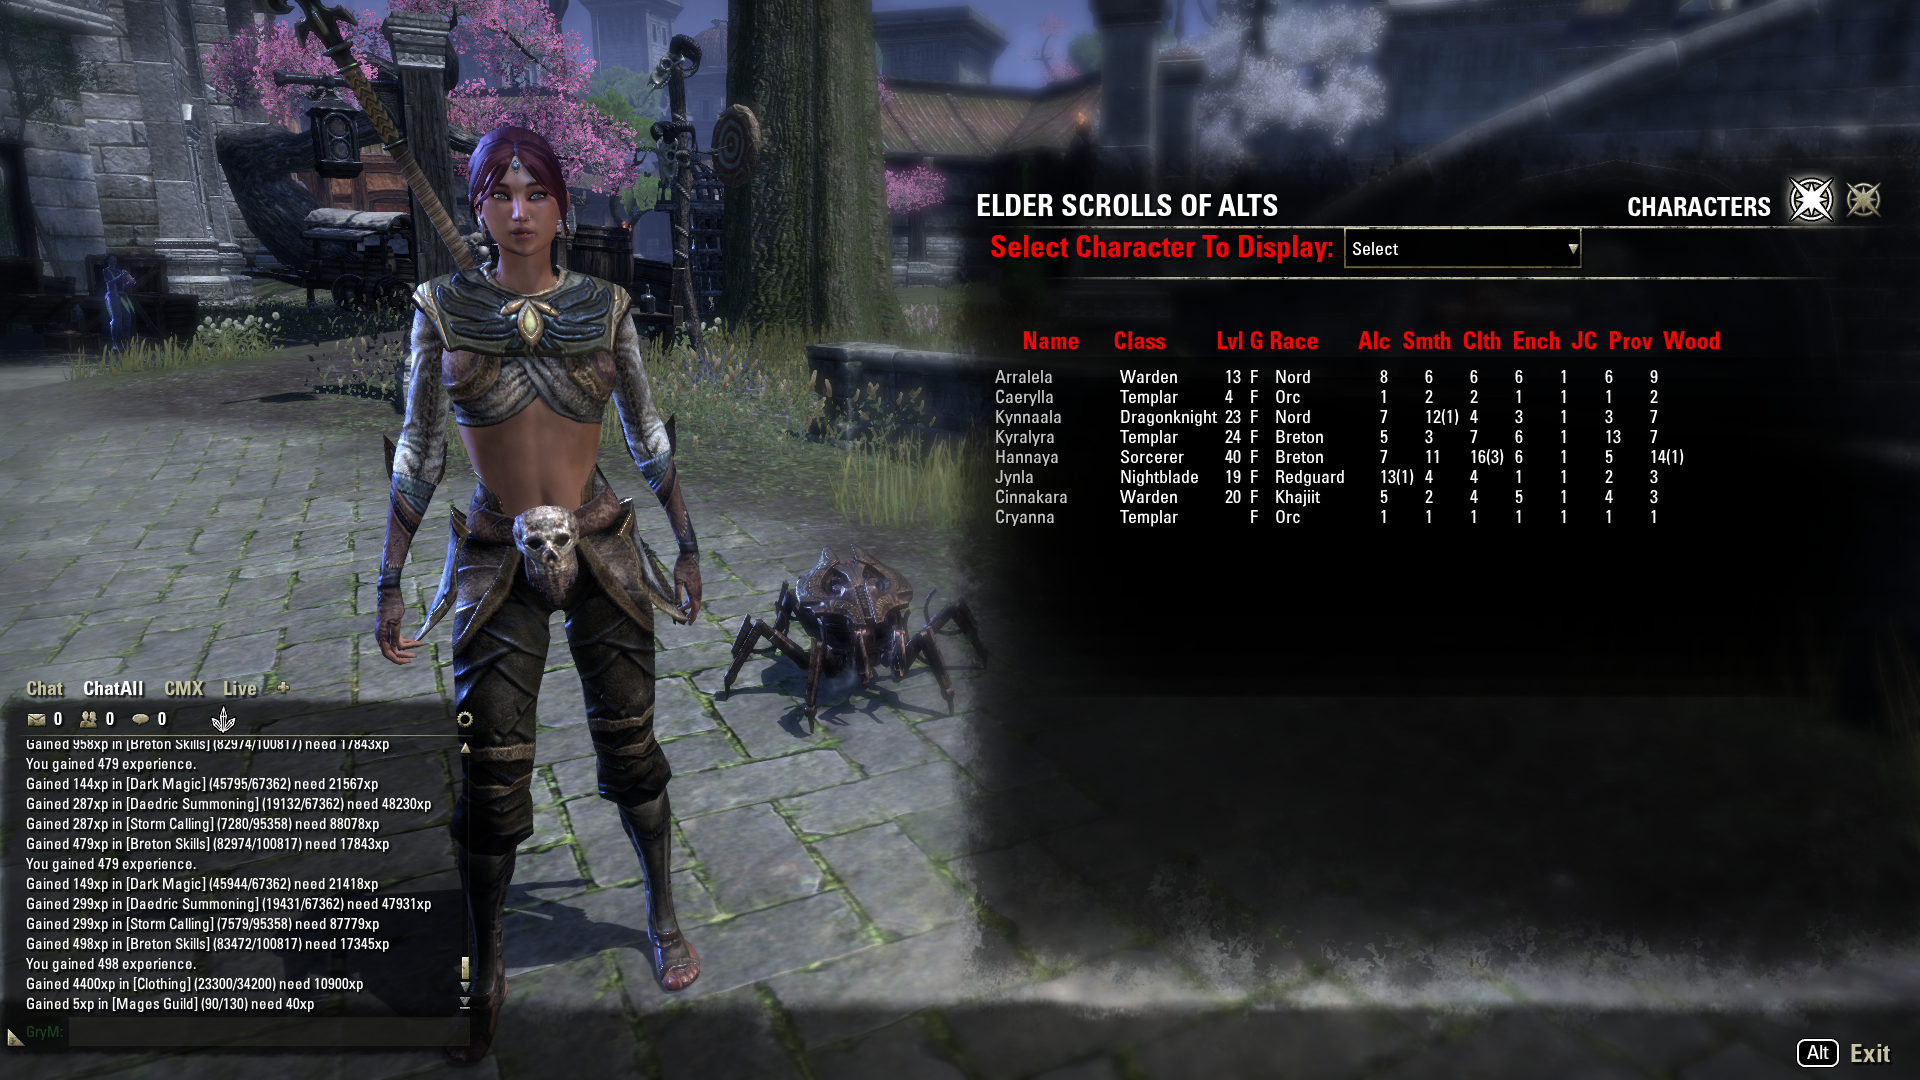 ELDER SCROLLS OF ALTS
CHARACTERS
Select Character To Display: Select
Name Class Lvl G Race Alc Smth Clth Ench JC Prov Wood
Arralela Warden 13 F Nord 8 6 6 6 1 6 9
Caerylla Templar 4 F Orc 1 2 2 1 1 1 2
Kynnaala Dragonknight 23 F Nord 7 12(1) 4 3 1 3 7
Kyralyra Templar 24 F Breton 5 3 7 6 1 13 7
Hannaya Sorcerer 40 F Breton 7 11 16(3) 6 1 5 14(1)
Jynla Nightblade 19 F Redguard 13(1) 4 4 1 1 2 3
Cinnakara Warden 20 F Khajiit 5 2 4 5 1 4 3
Cryanna Templar F Orc 1 1 1 1 1 1 1
Chat ChatAll CMX Live
0 0 0
Gained 958xp in [Breton Skills] (82974/100817) need 17843xp
You gained 479 experience.
Gained 144xp in [Dark Magic] (45795/67362) need 21567xp
Gained 287xp in [Daedric Summoning] (19132/67362) need 48230xp
Gained 287xp in [Storm Calling] (7280/95358) need 88078xp
Gained 479xp in [Breton Skills] (82974/100817) need 17843xp
You gained 479 experience.
Gained 149xp in [Dark Magic] (45944/67362) need 21418xp
Gained 299xp in [Daedric Summoning] (19431/67362) need 47931xp
Gained 299xp in [Storm Calling] (7579/95358) need 87779xp
Gained 498xp in [Breton Skills] (83472/100817) need 17345xp
You gained 498 experience.
Gained 4400xp in [Clothing] (23300/34200) need 10900xp
Gained 5xp in [Mages Guild] (90/130) need 40xp
GryM:
Alt Exit